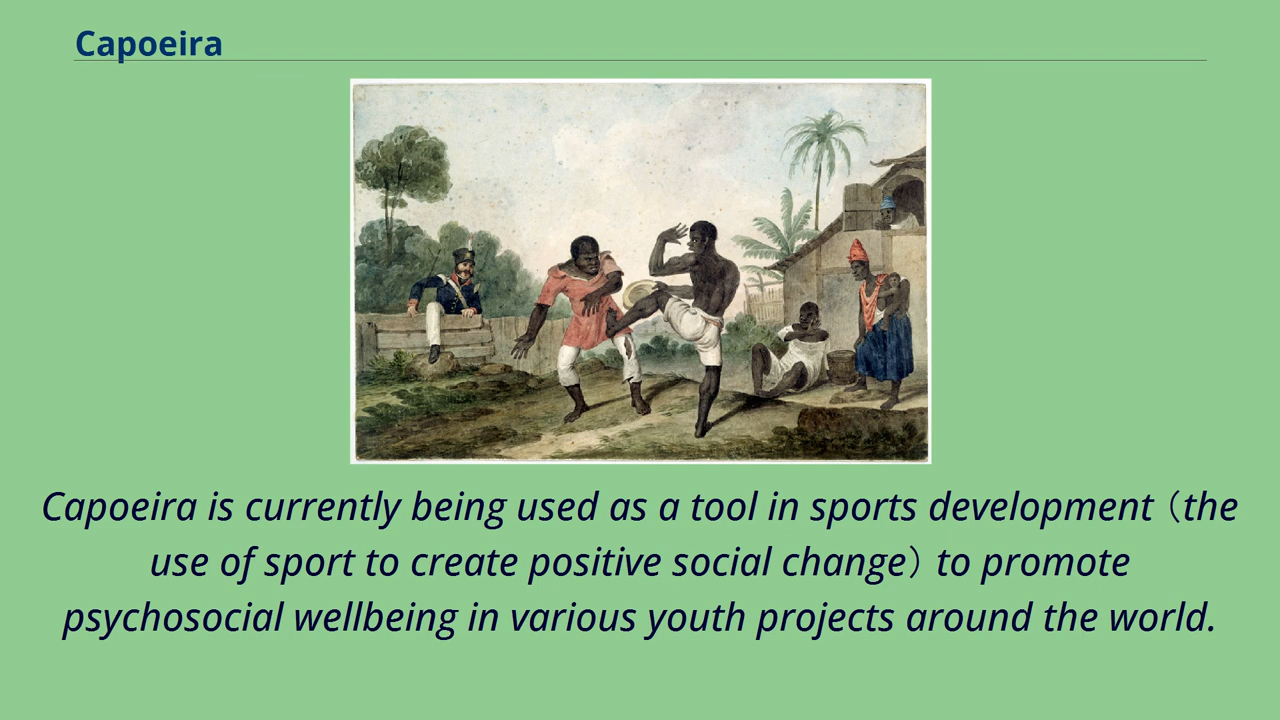 Capoeira
Capoeira is currently being used as a tool in sports development（the
use of sport to create positive social change）to promote
psychosocial wellbeing in various youth projects around the world.